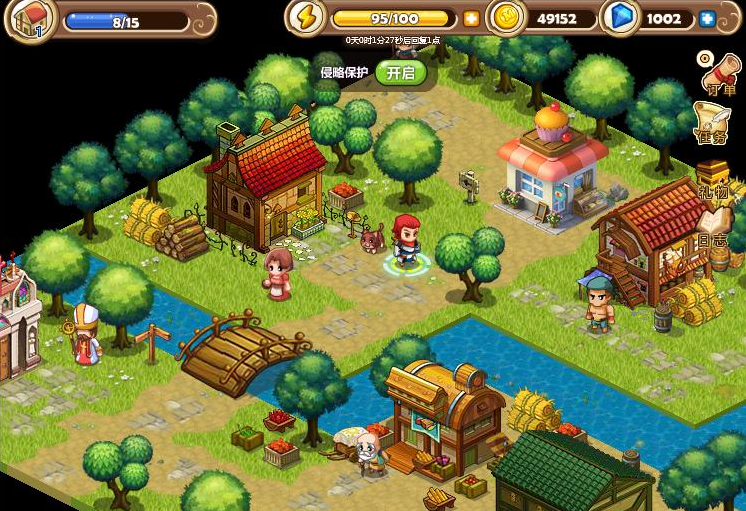 1
8/15
95/100
49152
1002
0天0时1分27秒后回复1点
侵略保护
开启
订单
任务
礼物
日志